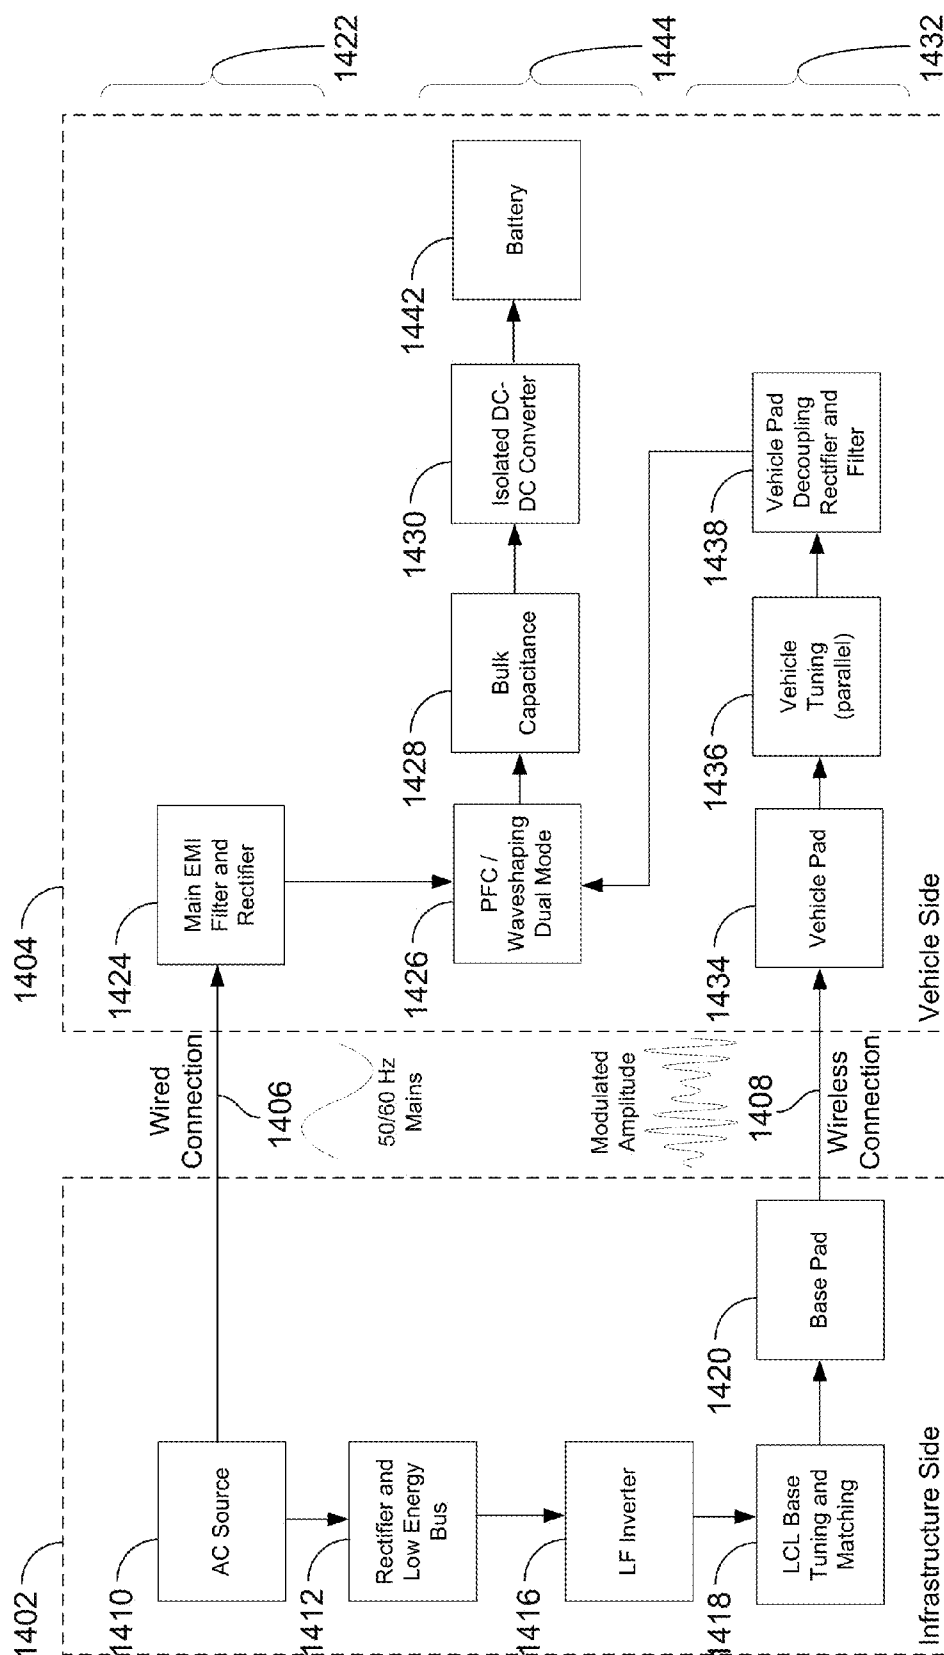 1402
1404
1410
AC Source
1412
Rectifier and
Low Energy
Bus
1416
LF Inverter
1418
LCL Base
Tuning and
Matching
1420
Base Pad
Infrastructure Side
Wired
Connection
1406
50/60 Hz
Mains
Modulated
Amplitude
1408
Wireless
Connection
1424
Main EMI
Filter and
Rectifier
1426
PFC /
Waveshaping
Dual Mode
1428
Bulk
Capacitance
1430
Isolated DC-
DC Converter
1442
Battery
1434
Vehicle Pad
1436
Vehicle
Tuning
(parallel)
1438
Vehicle Pad
Decoupling
Rectifier and
Filter
Vehicle Side
1422
1444
1432